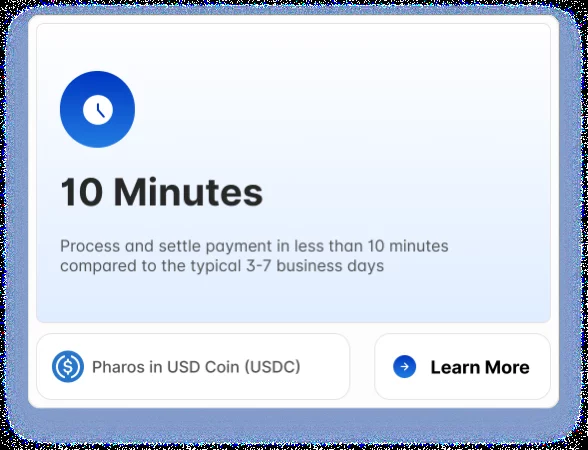 10 Minutes
Process and settle payment in less than 10 minutes
compared to the typical 3-7 business days
Pharos in USD Coin (USDC)
Learn More